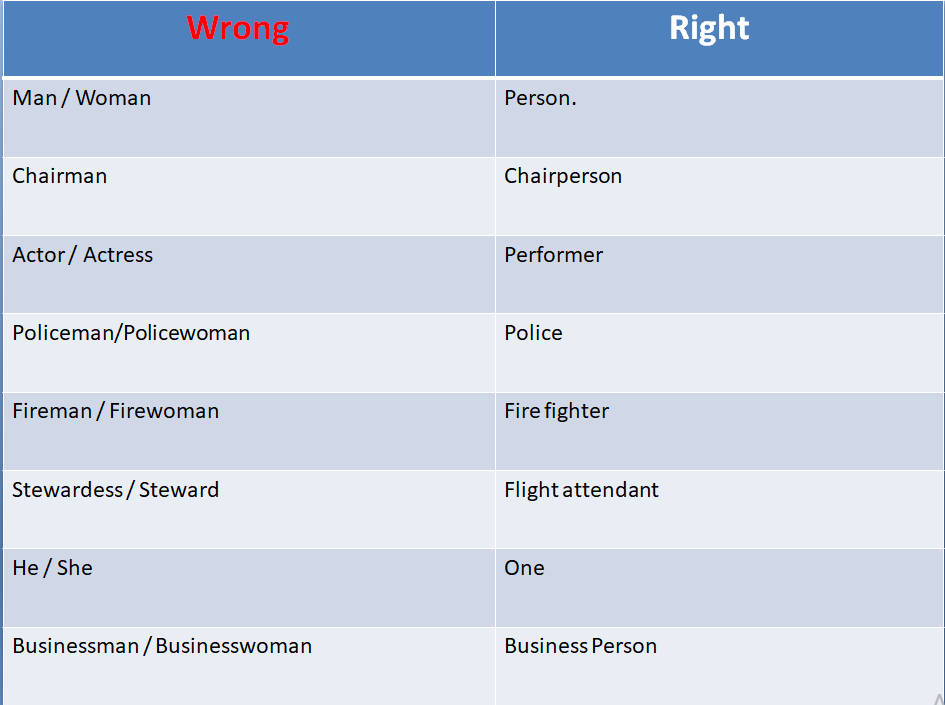 Wrong Right
Man / Woman Person.
Chairman Chairperson
Actor / Actress Performer
Policeman/Policewoman Police
Fireman / Firewoman Fire fighter
Stewardess / Steward Flight attendant
He / She One
Businessman / Businesswoman Business Person